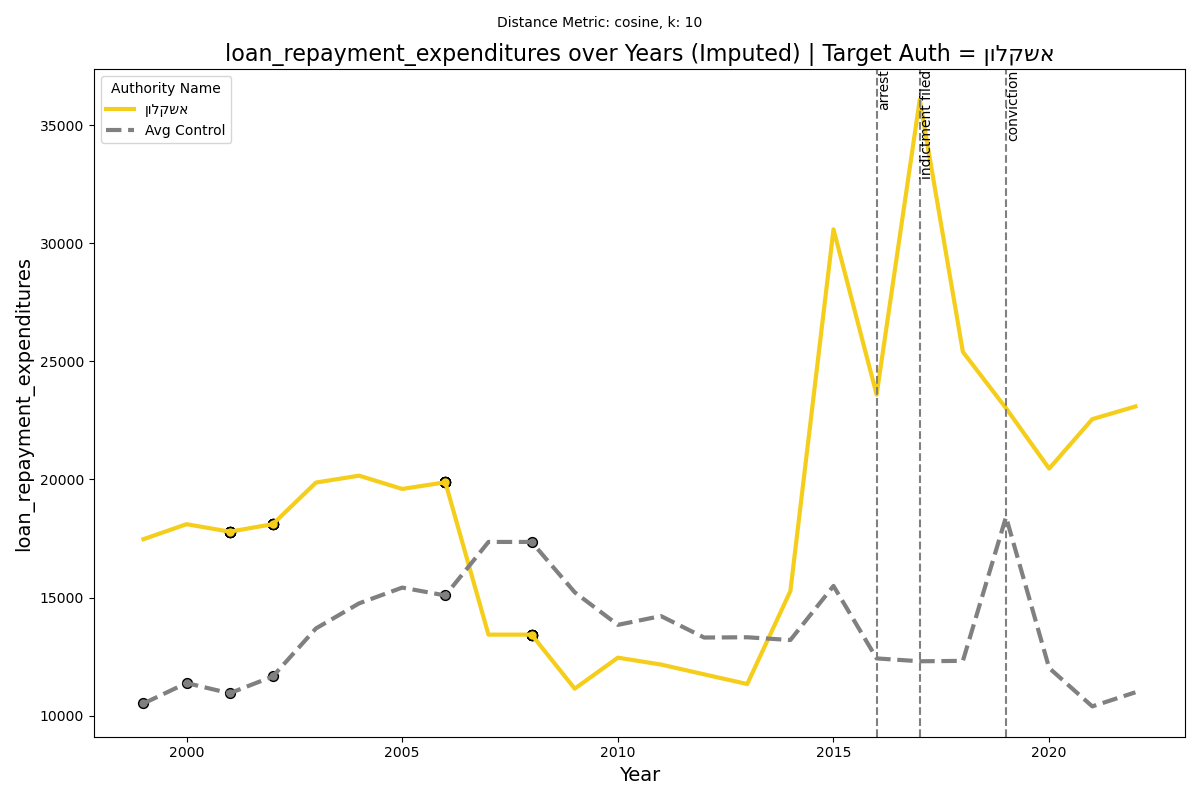 Distance Metric: cosine, k: 10
loan_repayment_expenditures over Years (Imputed) | Target Auth = אשקלון
Authority Name
אשקלון
Avg Control
arrest
indictment filed
conviction
35000
30000
25000
20000
15000
10000
loan_repayment_expenditures
2000
2005
2010
2015
2020
Year